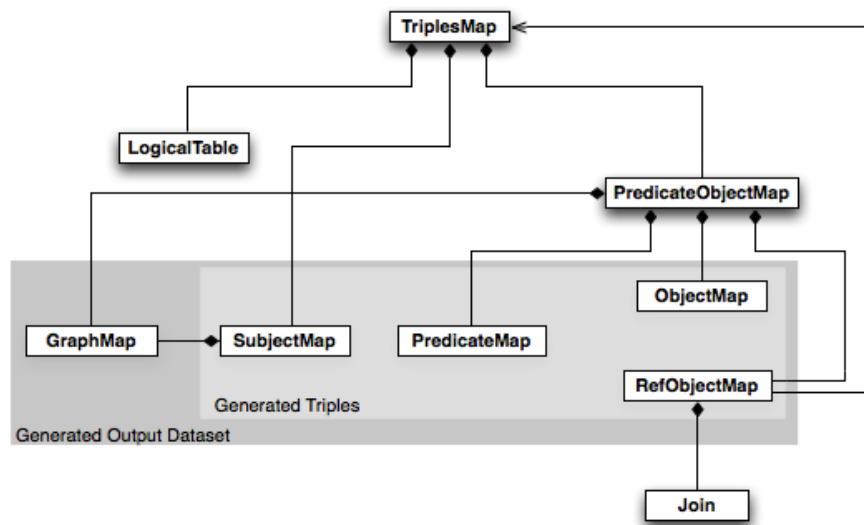 TriplesMap
LogicalTable
PredicateObjectMap
ObjectMap
GraphMap
SubjectMap
PredicateMap
RefObjectMap
Generated Triples
Generated Output Dataset
Join